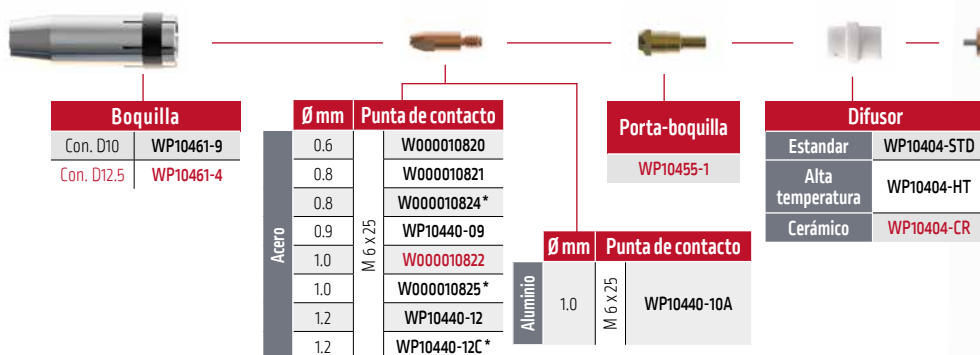 Boquilla
Con. D10 WP10461-9
Con. D12.5 WP10461-4
Ø mm Punta de contacto
Acero
M 6 x 25
0.6 W000010820
0.8 W000010821
0.8 W000010824*
0.9 WP10440-09
1.0 W000010822
1.0 W000010825*
1.2 WP10440-12
1.2 WP10440-12C*
Ø mm Punta de contacto
Aluminio 1.0 M 6 x 25 WP10440-10A
Porta-boquilla
WP10455-1
Difusor
Estandar WP10404-STD
Alta
temperatura WP10404-HT
Cerámico WP10404-CR